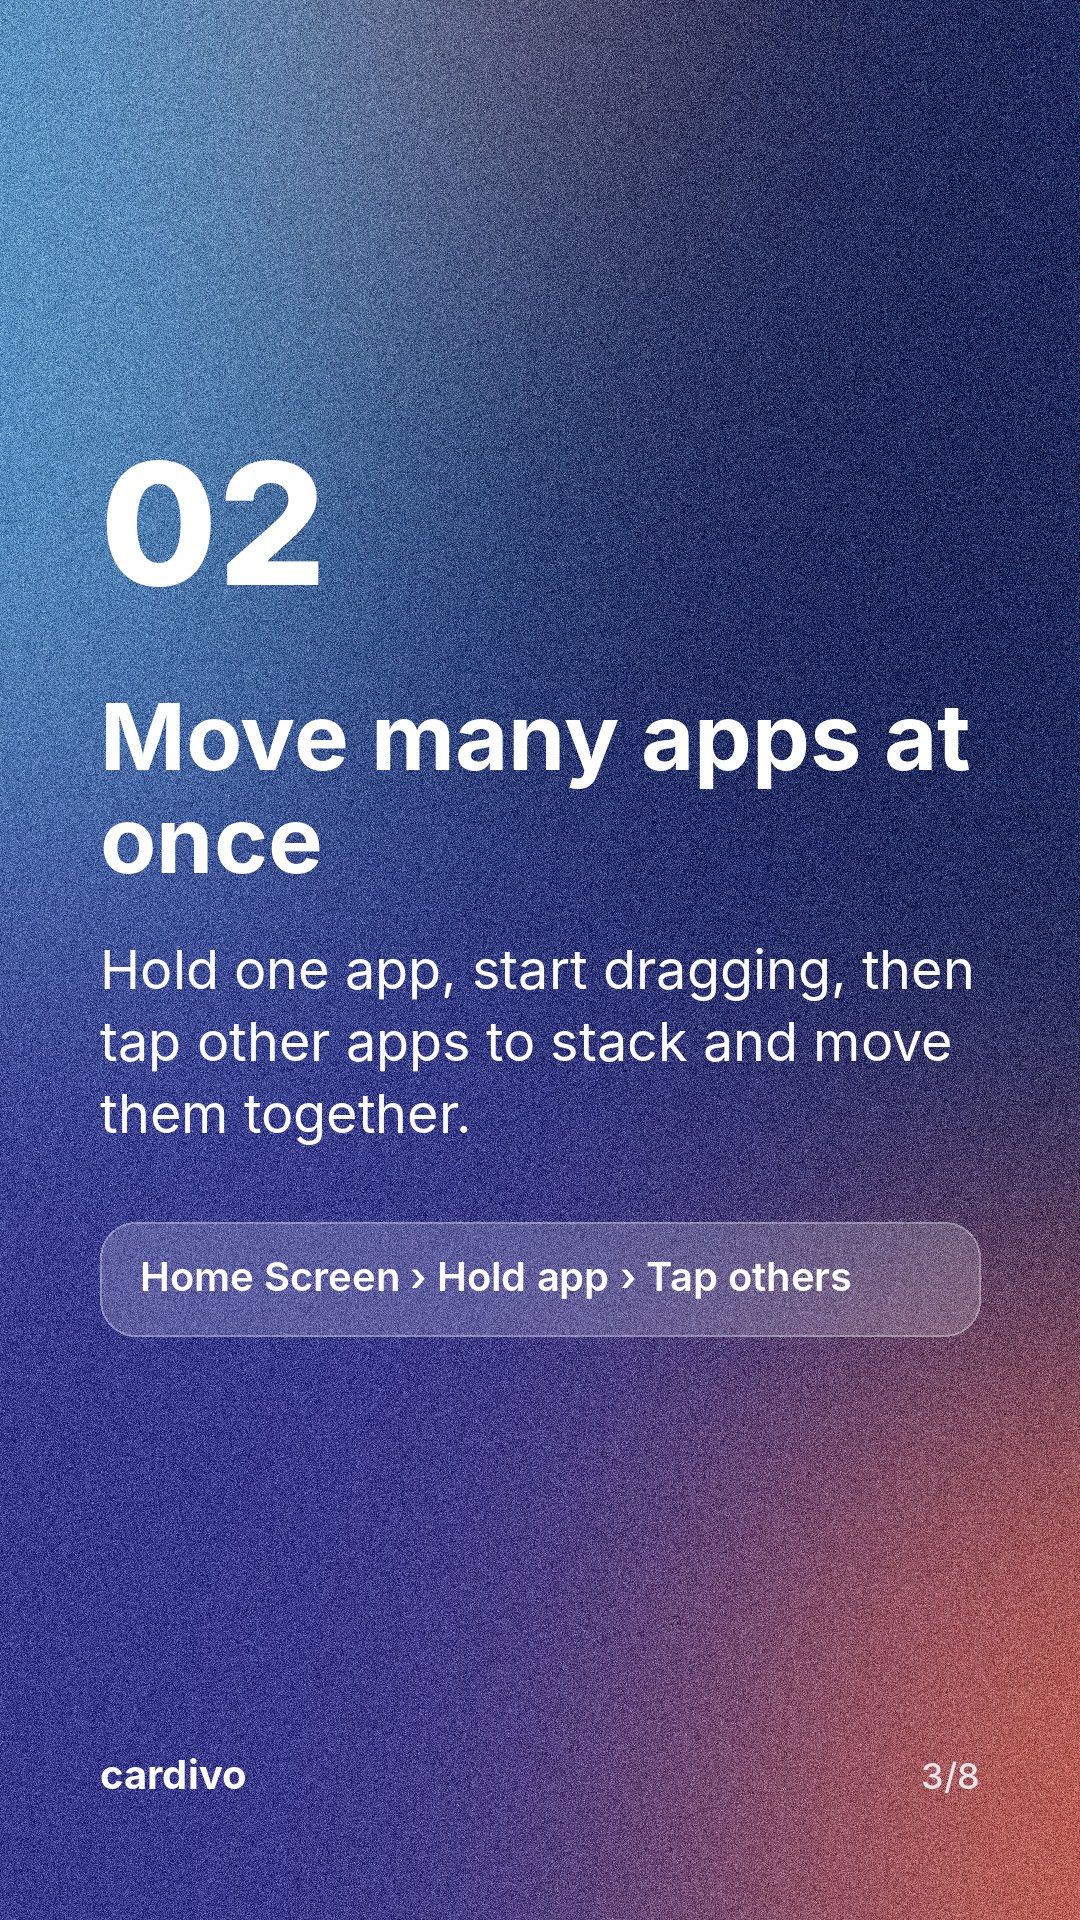 02
Move many apps at
once
Hold one app, start dragging, then
tap other apps to stack and move
them together.
Home Screen › Hold app › Tap others
cardivo
3/8